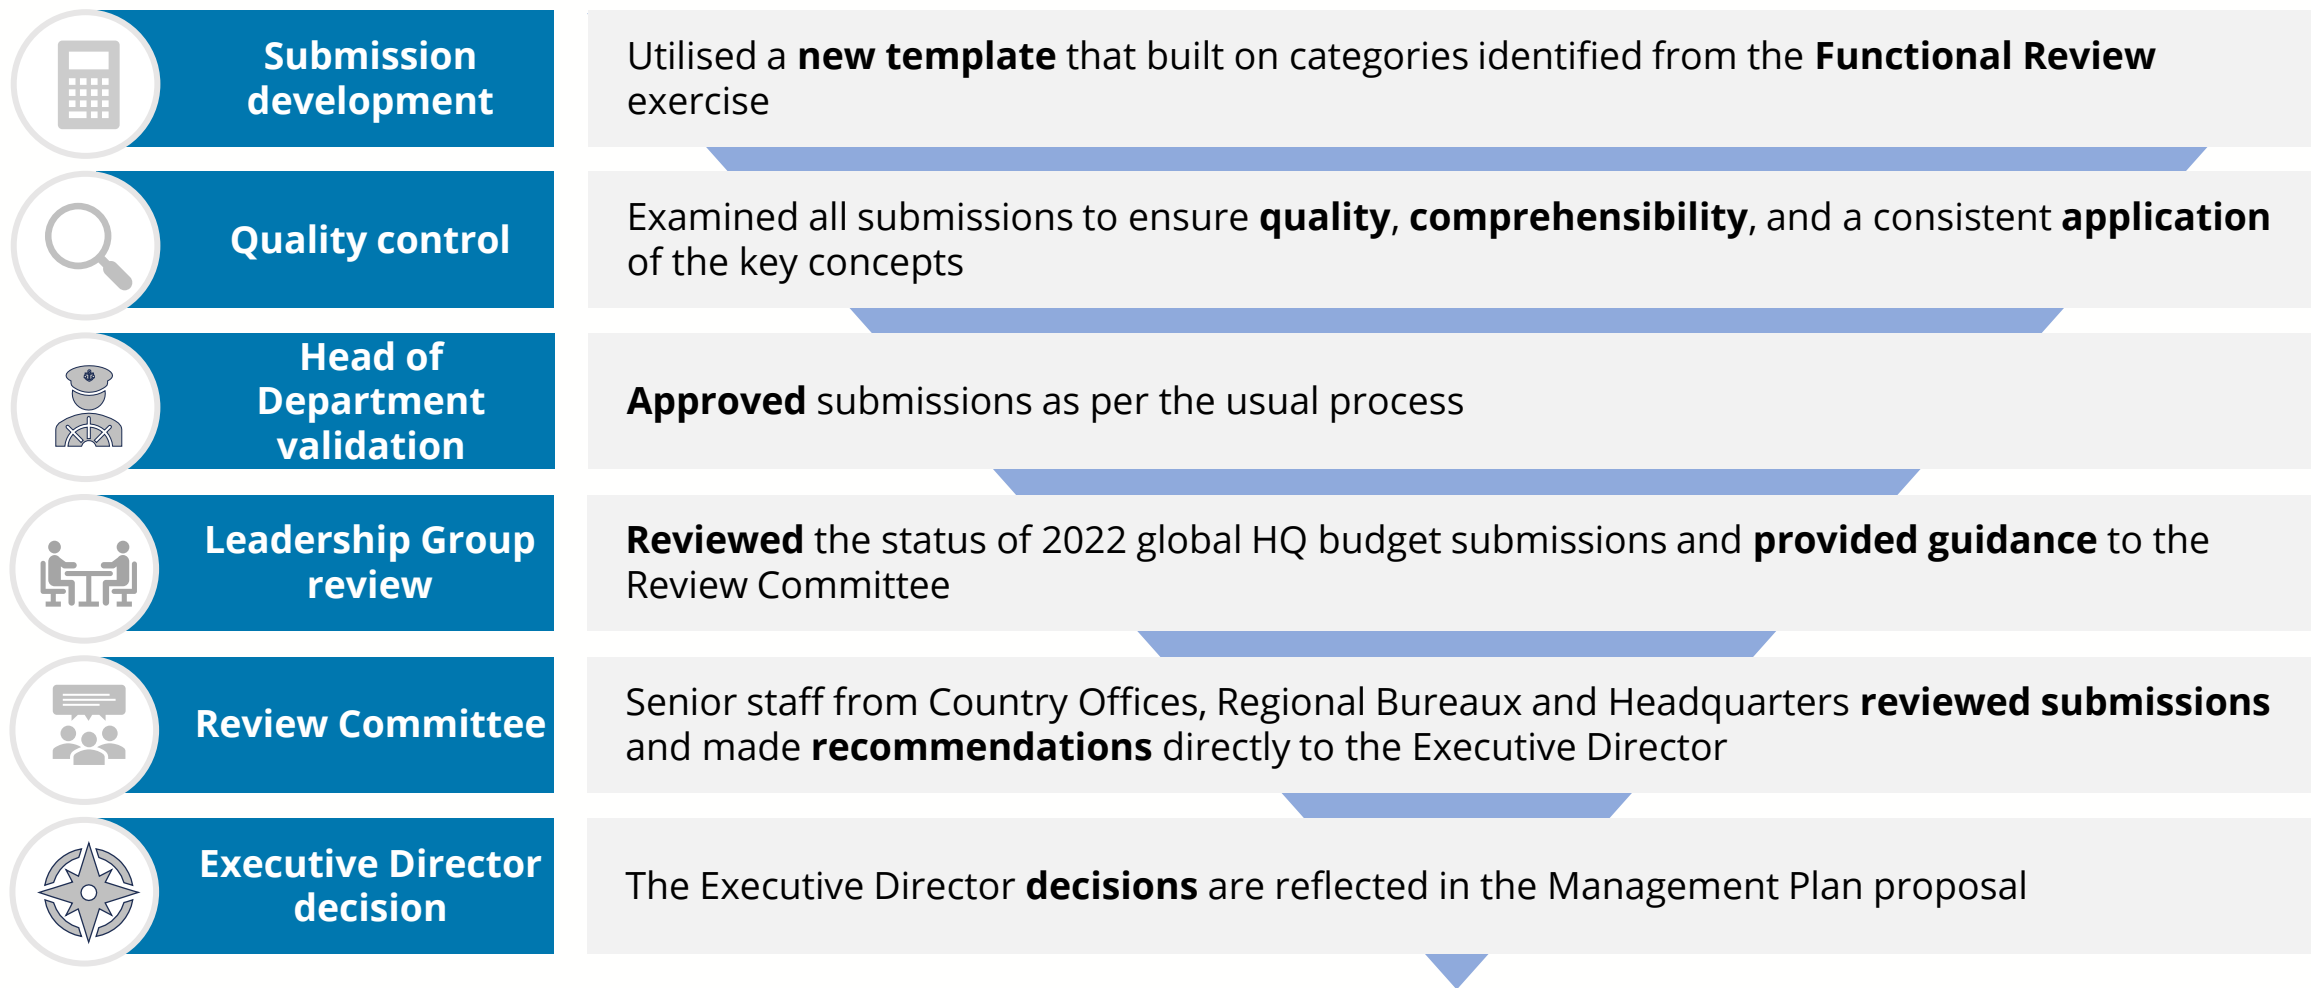 Submission
development
Utilised a new template that built on categories identified from the Functional Review
exercise
Quality control
Examined all submissions to ensure quality, comprehensibility, and a consistent application
of the key concepts
Head of
Department
validation
Approved submissions as per the usual process
Leadership Group
review
Reviewed the status of 2022 global HQ budget submissions and provided guidance to the
Review Committee
Review Committee
Senior staff from Country Offices, Regional Bureaux and Headquarters reviewed submissions
and made recommendations directly to the Executive Director
Executive Director
decision
The Executive Director decisions are reflected in the Management Plan proposal